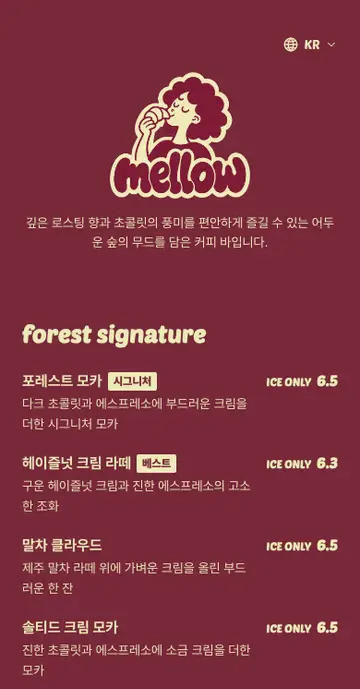 KR
mellow
깊은 로스팅 향과 초콜릿의 풍미를 편안하게 즐길 수 있는 어두
운 숲의 무드를 담은 커피 바입니다.
forest signature
포레스트 모카 시그니처 ICE ONLY 6.5
다크 초콜릿과 에스프레소에 부드러운 크림을
더한 시그니처 모카
헤이즐넛 크림 라떼 베스트 ICE ONLY 6.3
구운 헤이즐넛 크림과 진한 에스프레소의 고소
한 조화
말차 클라우드 ICE ONLY 6.5
제주 말차 라떼 위에 가벼운 크림을 올린 부드
러운 한 잔
솔티드 크림 모카 ICE ONLY 6.5
진한 초콜릿과 에스프레소에 소금 크림을 더한
모카